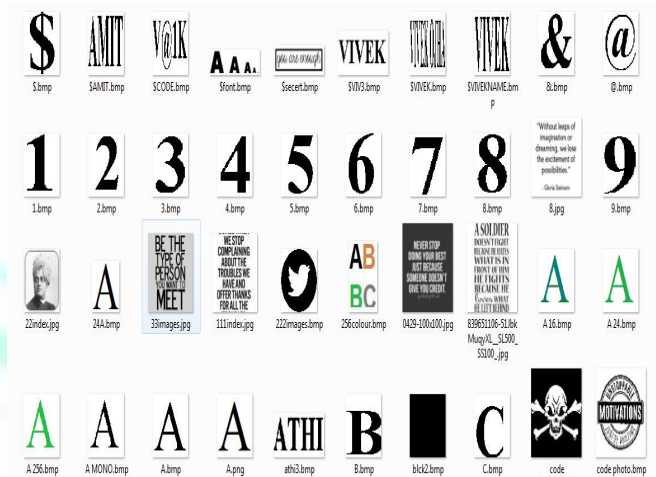 $ AMIT V@1K A A A A. you are enough VIVEK VIVEK VIVEK & @
$.bmp $AMIT.bmp $CODE.bmp $font.bmp $secert.bmp $VIV3.bmp $VIVEK.bmp $VIVEKNAME.bmp &.bmp @.bmp
1 2 3 4 5 6 7 8 9
"Without leaps of
imagination or
dreaming, we lose
the excitement of
possibilities."
- Gloria Steinem
1.bmp 2.bmp 3.bmp 4.bmp 5.bmp 6.bmp 7.bmp 8.bmp 8.jpg 9.bmp
A
BE THE
TYPE OF
PERSON
YOU WANT TO
MEET
WE STOP
COMPLAINING
ABOUT THE
TROUBLES WE
HAVE AND
OFFER THANKS
FOR ALL THE
AB
BC
NEVER STOP
DOING YOUR BEST
JUST BECAUSE
SOMEONE DOESN'T
GIVE YOU CREDIT.
A SOLDIER
DOESN'T FIGHT
BECAUSE HE HATES
WHAT IS IN
FRONT OF HIM
HE FIGHTS
BECAUSE HE
LOVES WHAT
HE LEFT BEHIND
A A
22index.jpg 24A.bmp 33images.jpg 111index.jpg 222images.bmp 256colour.bmp 0429-100x100.jpg A 16.bmp A 24.bmp
A A A A ATHI B C
UNSTOPPABLE
MOTIVATIONS
A 256.bmp A MONO.bmp A.bmp A.png athi3.bmp B.bmp blck2.bmp C.bmp code code photo.bmp